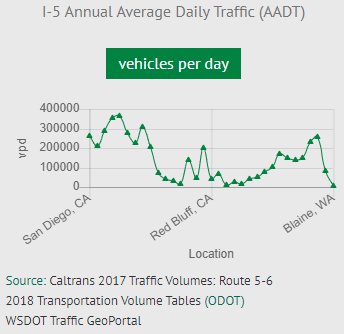 I-5 Annual Average Daily Traffic (AADT)
vehicles per day
400000
300000
200000
100000
0
vpd
San Diego, CA
Red Bluff, CA
Blaine, WA
Location
Source: Caltrans 2017 Traffic Volumes: Route 5-6
2018 Transportation Volume Tables (ODOT)
WSDOT Traffic GeoPortal